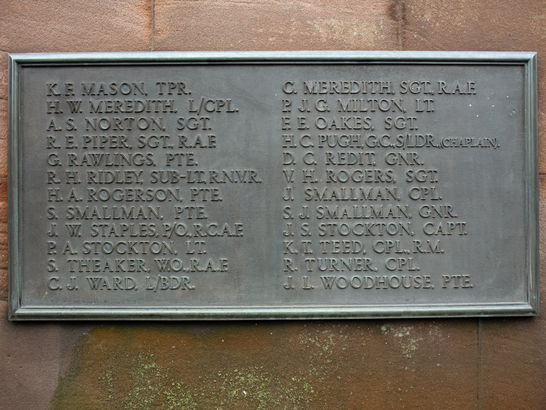 K. F. MASON, TPR.
H. W. MEREDITH, L/CPL.
A. S. NORTON, SGT.
R. E. PIPER, SGT. R.A.F.
G. RAWLINGS, PTE.
R. H. RIDLEY, SUB-LT. R.N.V.R.
H. A. ROGERSON, PTE.
S. SMALLMAN, PTE.
J. W. STAPLES, P/O. R.C.A.F.
P. A. STOCKTON, LT.
S. THEAKER, W.O. R.A.F.
C. J. WARD, L/BDR.
C. MEREDITH, SGT. R.A.F.
P. J. G. MILTON, LT.
F. E. OAKES, SGT.
H. C. PUGH, G.C., S/LDR., (CHAPLAIN).
D. C. REDIT, GNR.
V. H. ROGERS, SGT.
J. SMALLMAN, CPL.
S. J. SMALLMAN, GNR.
J. S. STOCKTON, CAPT.
K. T. TEED, CPL. R.M.
R. TURNER, CPL.
J. L. WOODHOUSE, PTE.